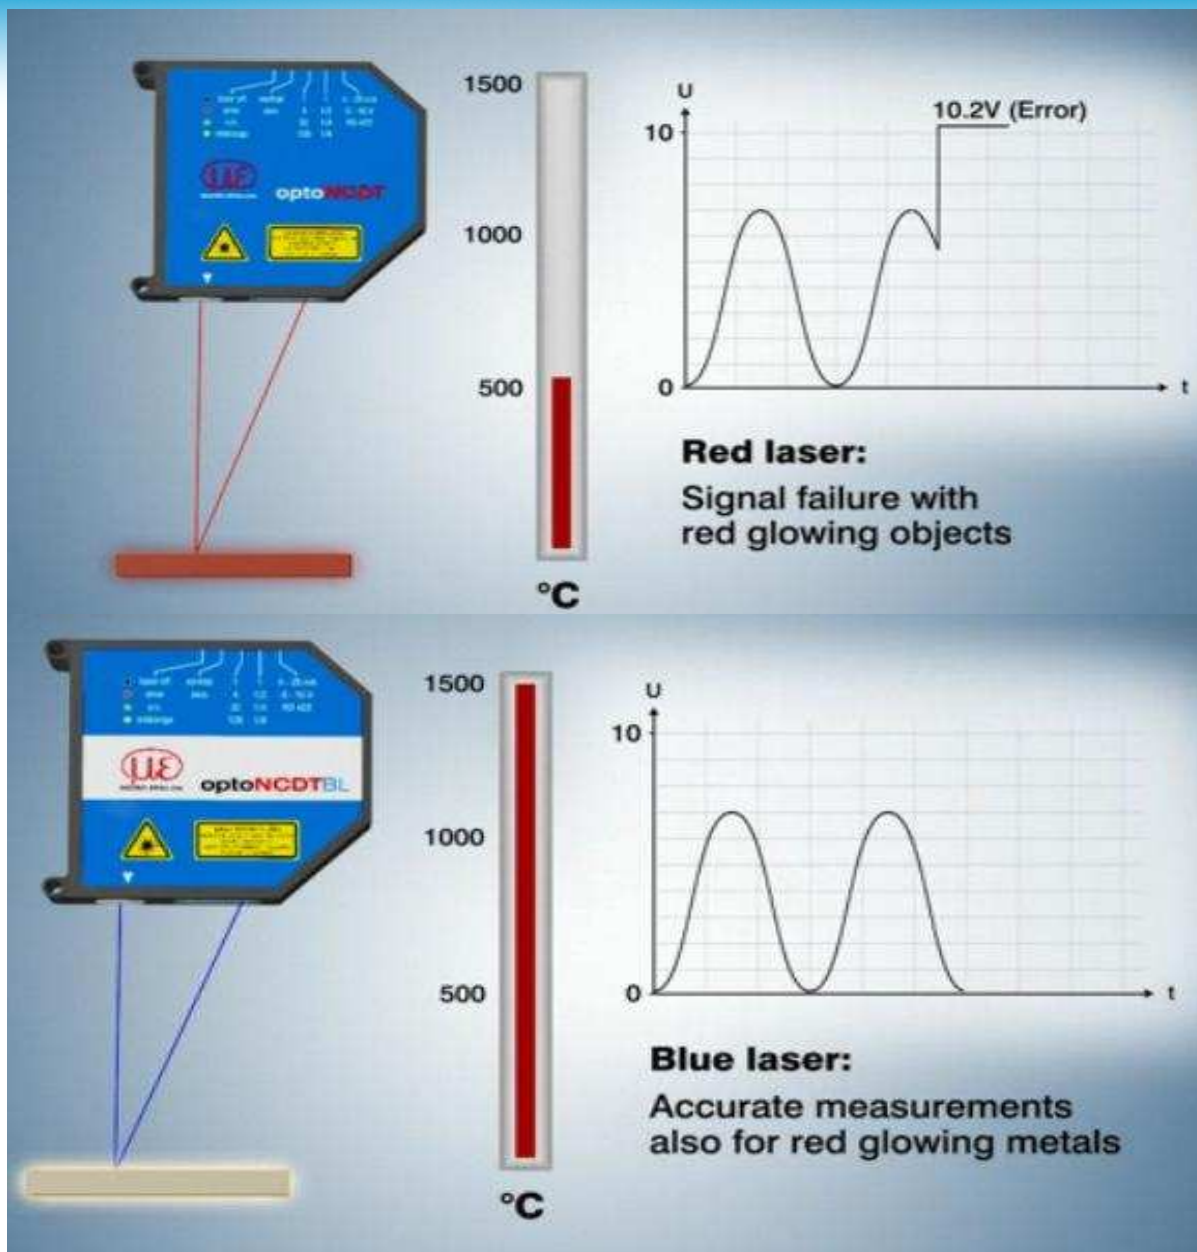 optoNCDT
1500
1000
500
°C
U
10
10.2V (Error)
0
t
Red laser:
Signal failure with
red glowing objects
με
optoNCDTBL
1500
1000
500
°C
U
10
0
t
Blue laser:
Accurate measurements
also for red glowing metals